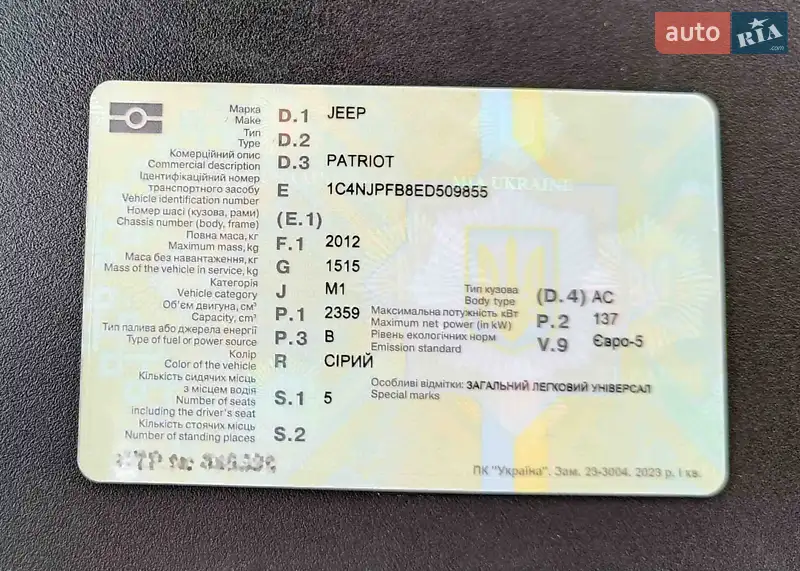 auto RIA.com
Марка D.1 JEEP
Make
Тип D.2
Type
Комерційний опис D.3 PATRIOT
Commercial description
Ідентифікаційний номер
транспортного засобу E 1C4NJPFB8ED509855
Vehicle identification number
MIA UKRAINE
Номер шасі (кузова, рами) (E.1)
Chassis number (body, frame)
Повна маса, кг F.1 2012
Maximum mass, kg
Маса без навантаження, кг G 1515
Mass of the vehicle in service, kg
Категорія J M1
Vehicle category
Тип кузова (D.4) AC
Body type
Об'єм двигуна, см³ P.1 2359
Capacity, cm³
Максимальна потужність кВт P.2 137
Maximum net power (in kW)
Тип палива або джерела енергії P.3 B
Type of fuel or power source
Рівень екологічних норм V.9 Євро-5
Emission standard
Колір R СІРИЙ
Color of the vehicle
Кількість сидячих місць
з місцем водія S.1 5
Number of seats
including the driver's seat
Особливі відмітки: ЗАГАЛЬНИЙ ЛЕГКОВИЙ УНІВЕРСАЛ
Special marks
Кількість стоячих місць S.2
Number of standing places
ПК "Україна". Зам. 23-3004. 2023 р. І кв.